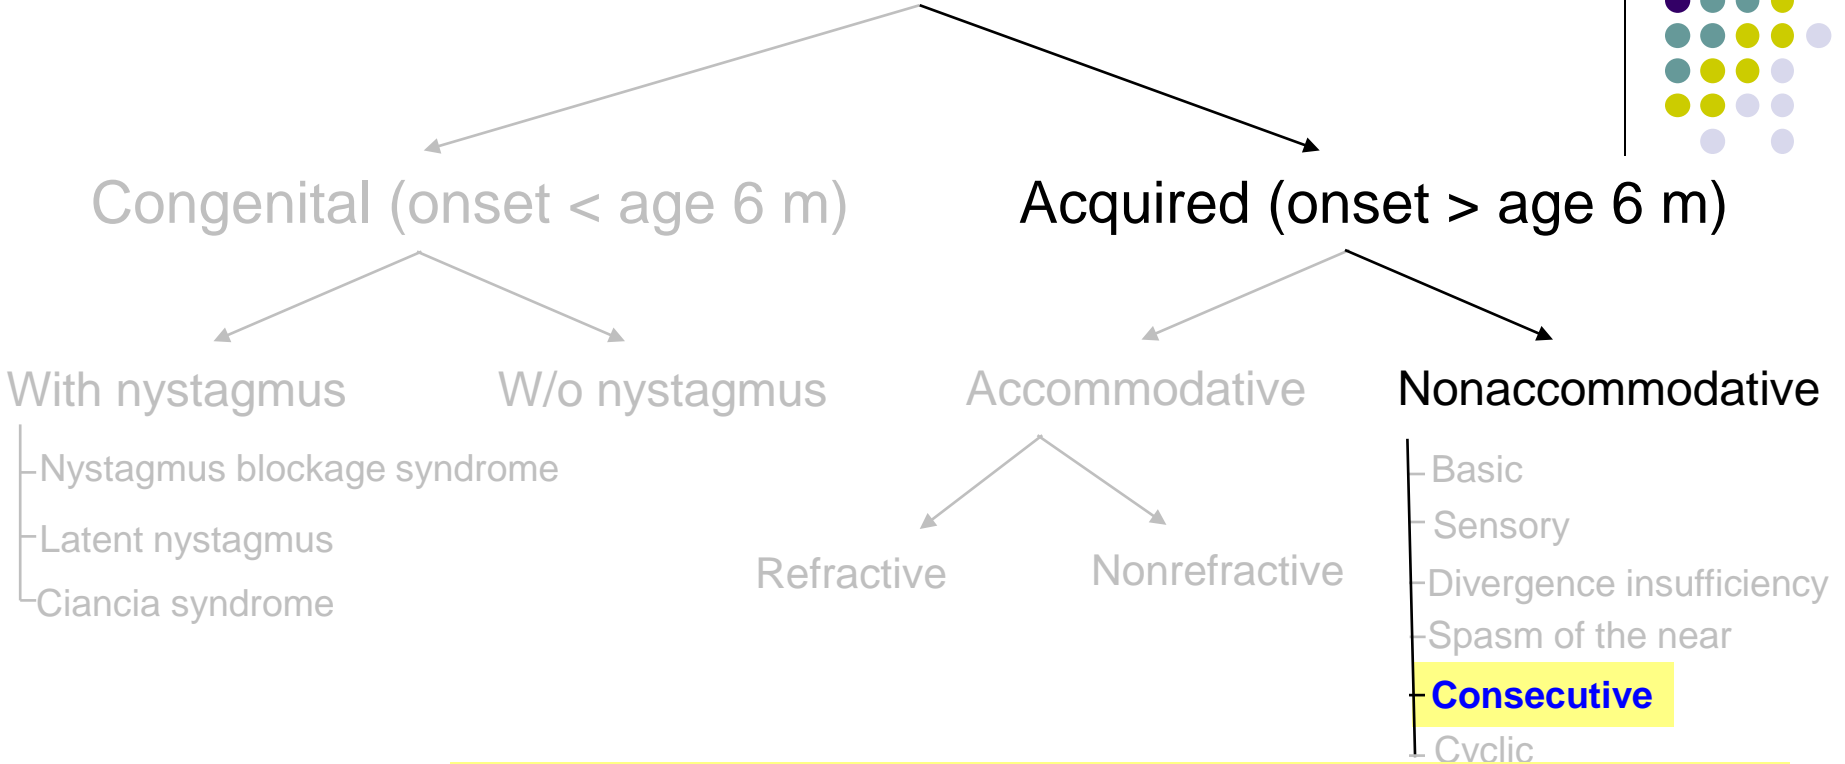 Congenital (onset < age 6 m)
Acquired (onset > age 6 m)
With nystagmus
W/o nystagmus
Accommodative
Nonaccommodative
Nystagmus blockage syndrome
Latent nystagmus
Ciancia syndrome
Refractive
Nonrefractive
Basic
Sensory
Divergence insufficiency
Spasm of the near
Consecutive
Cyclic